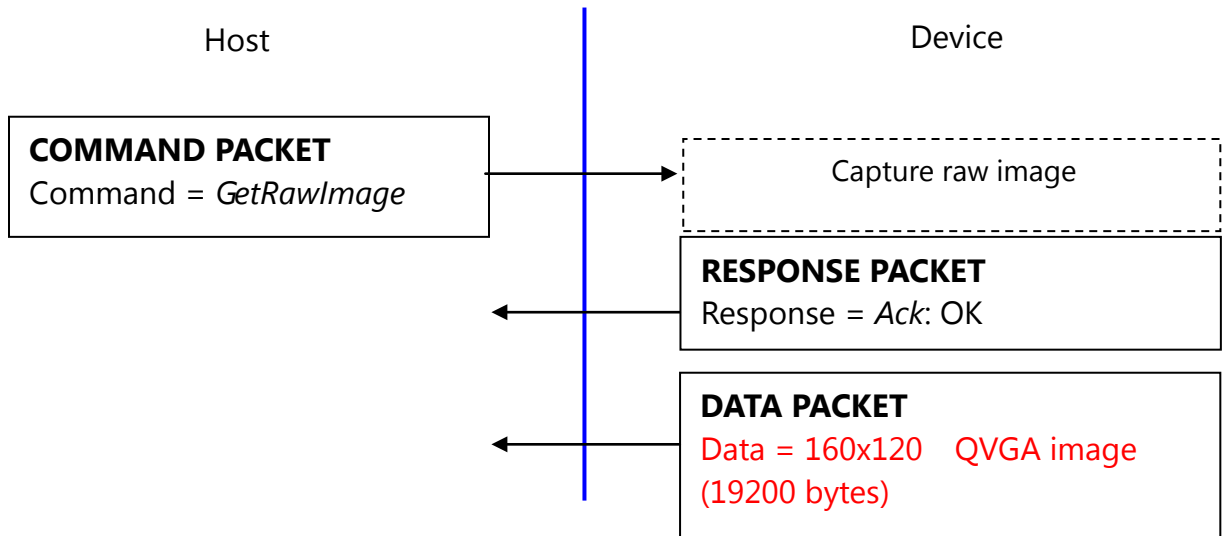 Host
Device
COMMAND PACKET
Command = GetRawImage
Capture raw image
RESPONSE PACKET
Response = Ack: OK
DATA PACKET
Data = 160x120 QVGA image
(19200 bytes)